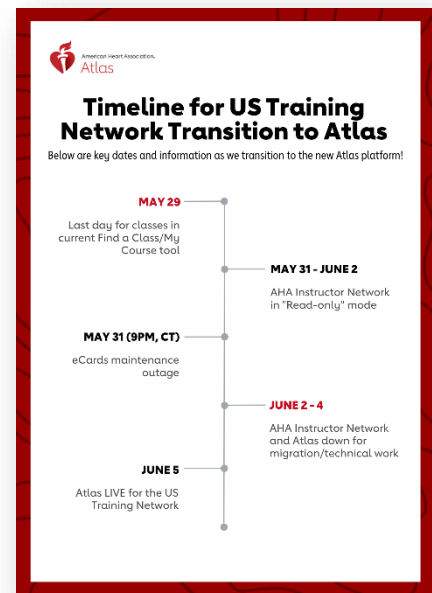 American Heart Association.
Atlas
Timeline for US Training
Network Transition to Atlas
Below are key dates and information as we transition to the new Atlas platform!
MAY 29
Last day for classes in
current Find a Class/My
Course tool
MAY 31 - JUNE 2
AHA Instructor Network
in "Read-only" mode
MAY 31 (9PM, CT)
eCards maintenance
outage
JUNE 2 - 4
AHA Instructor Network
and Atlas down for
migration/technical work
JUNE 5
Atlas LIVE for the US
Training Network